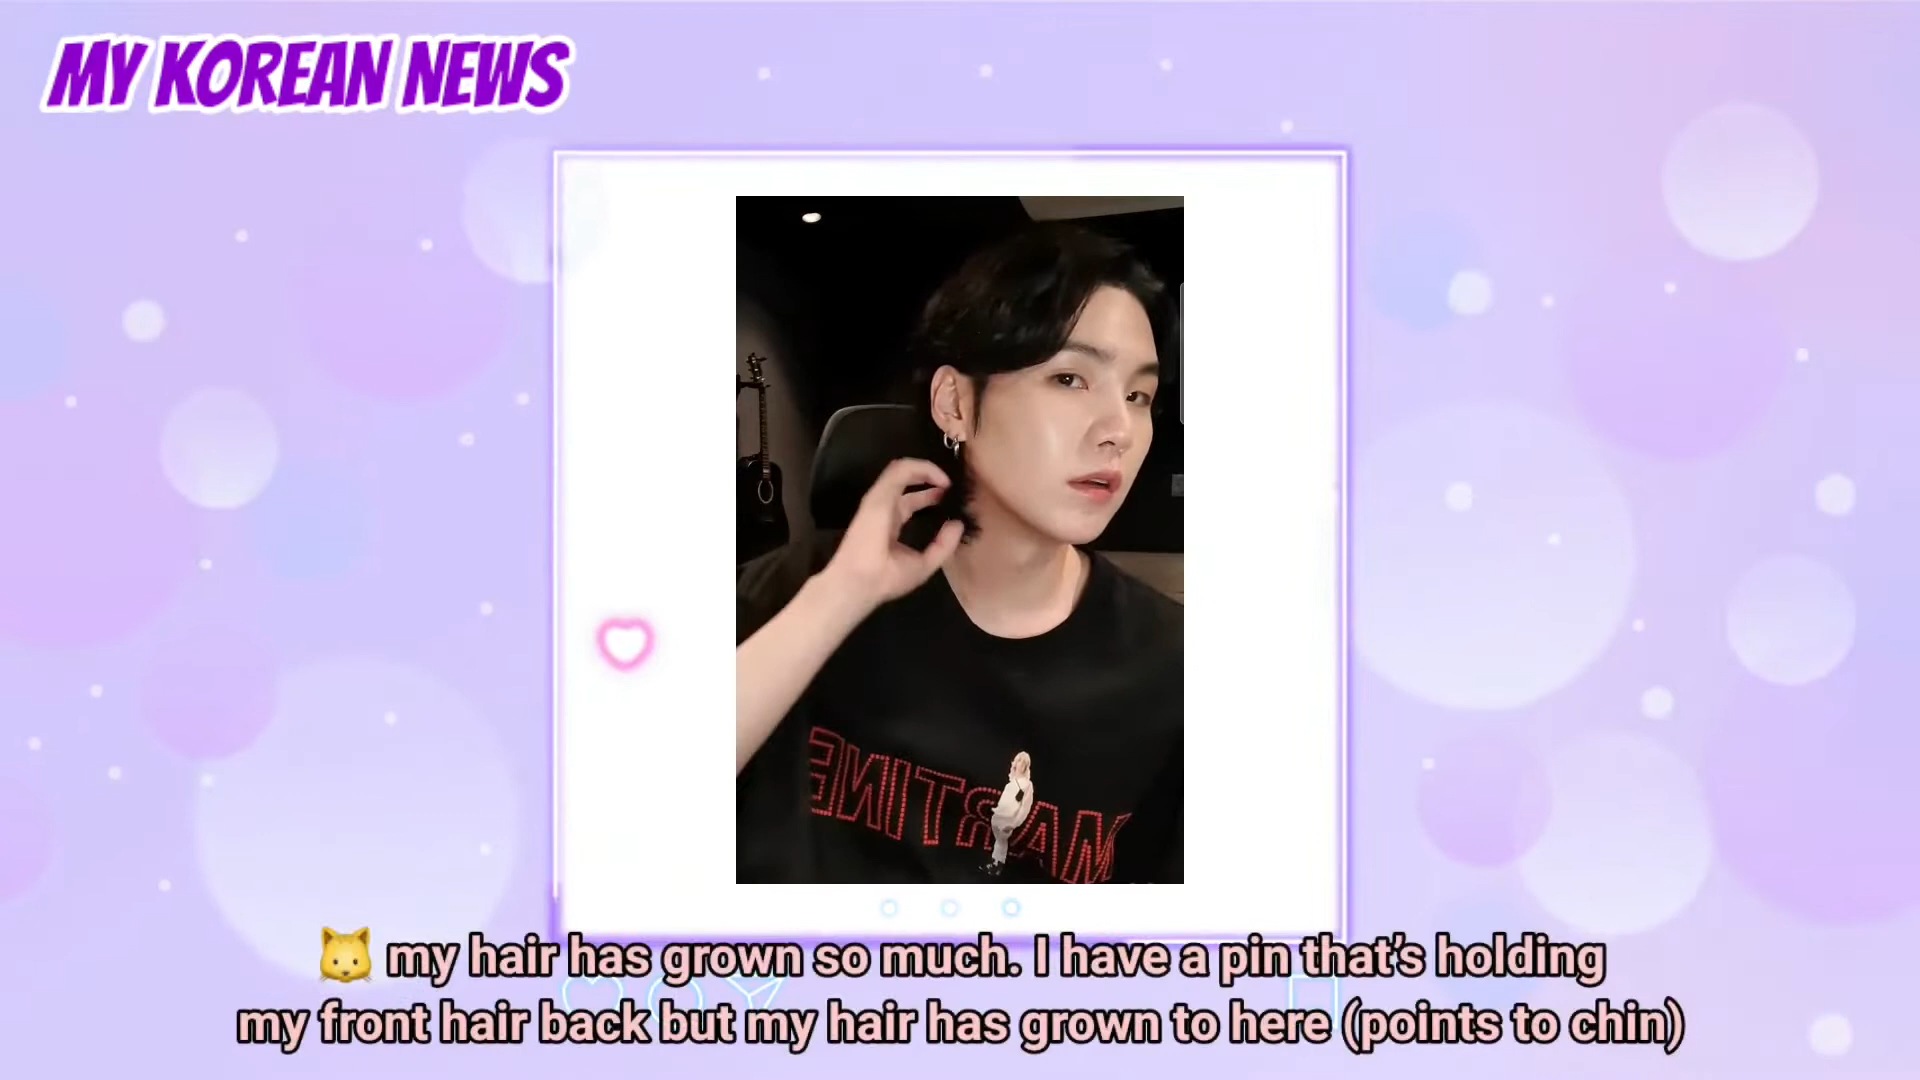 MY KOREAN NEWS
MARTINE
🐱 my hair has grown so much. I have a pin that's holding
my front hair back but my hair has grown to here (points to chin)